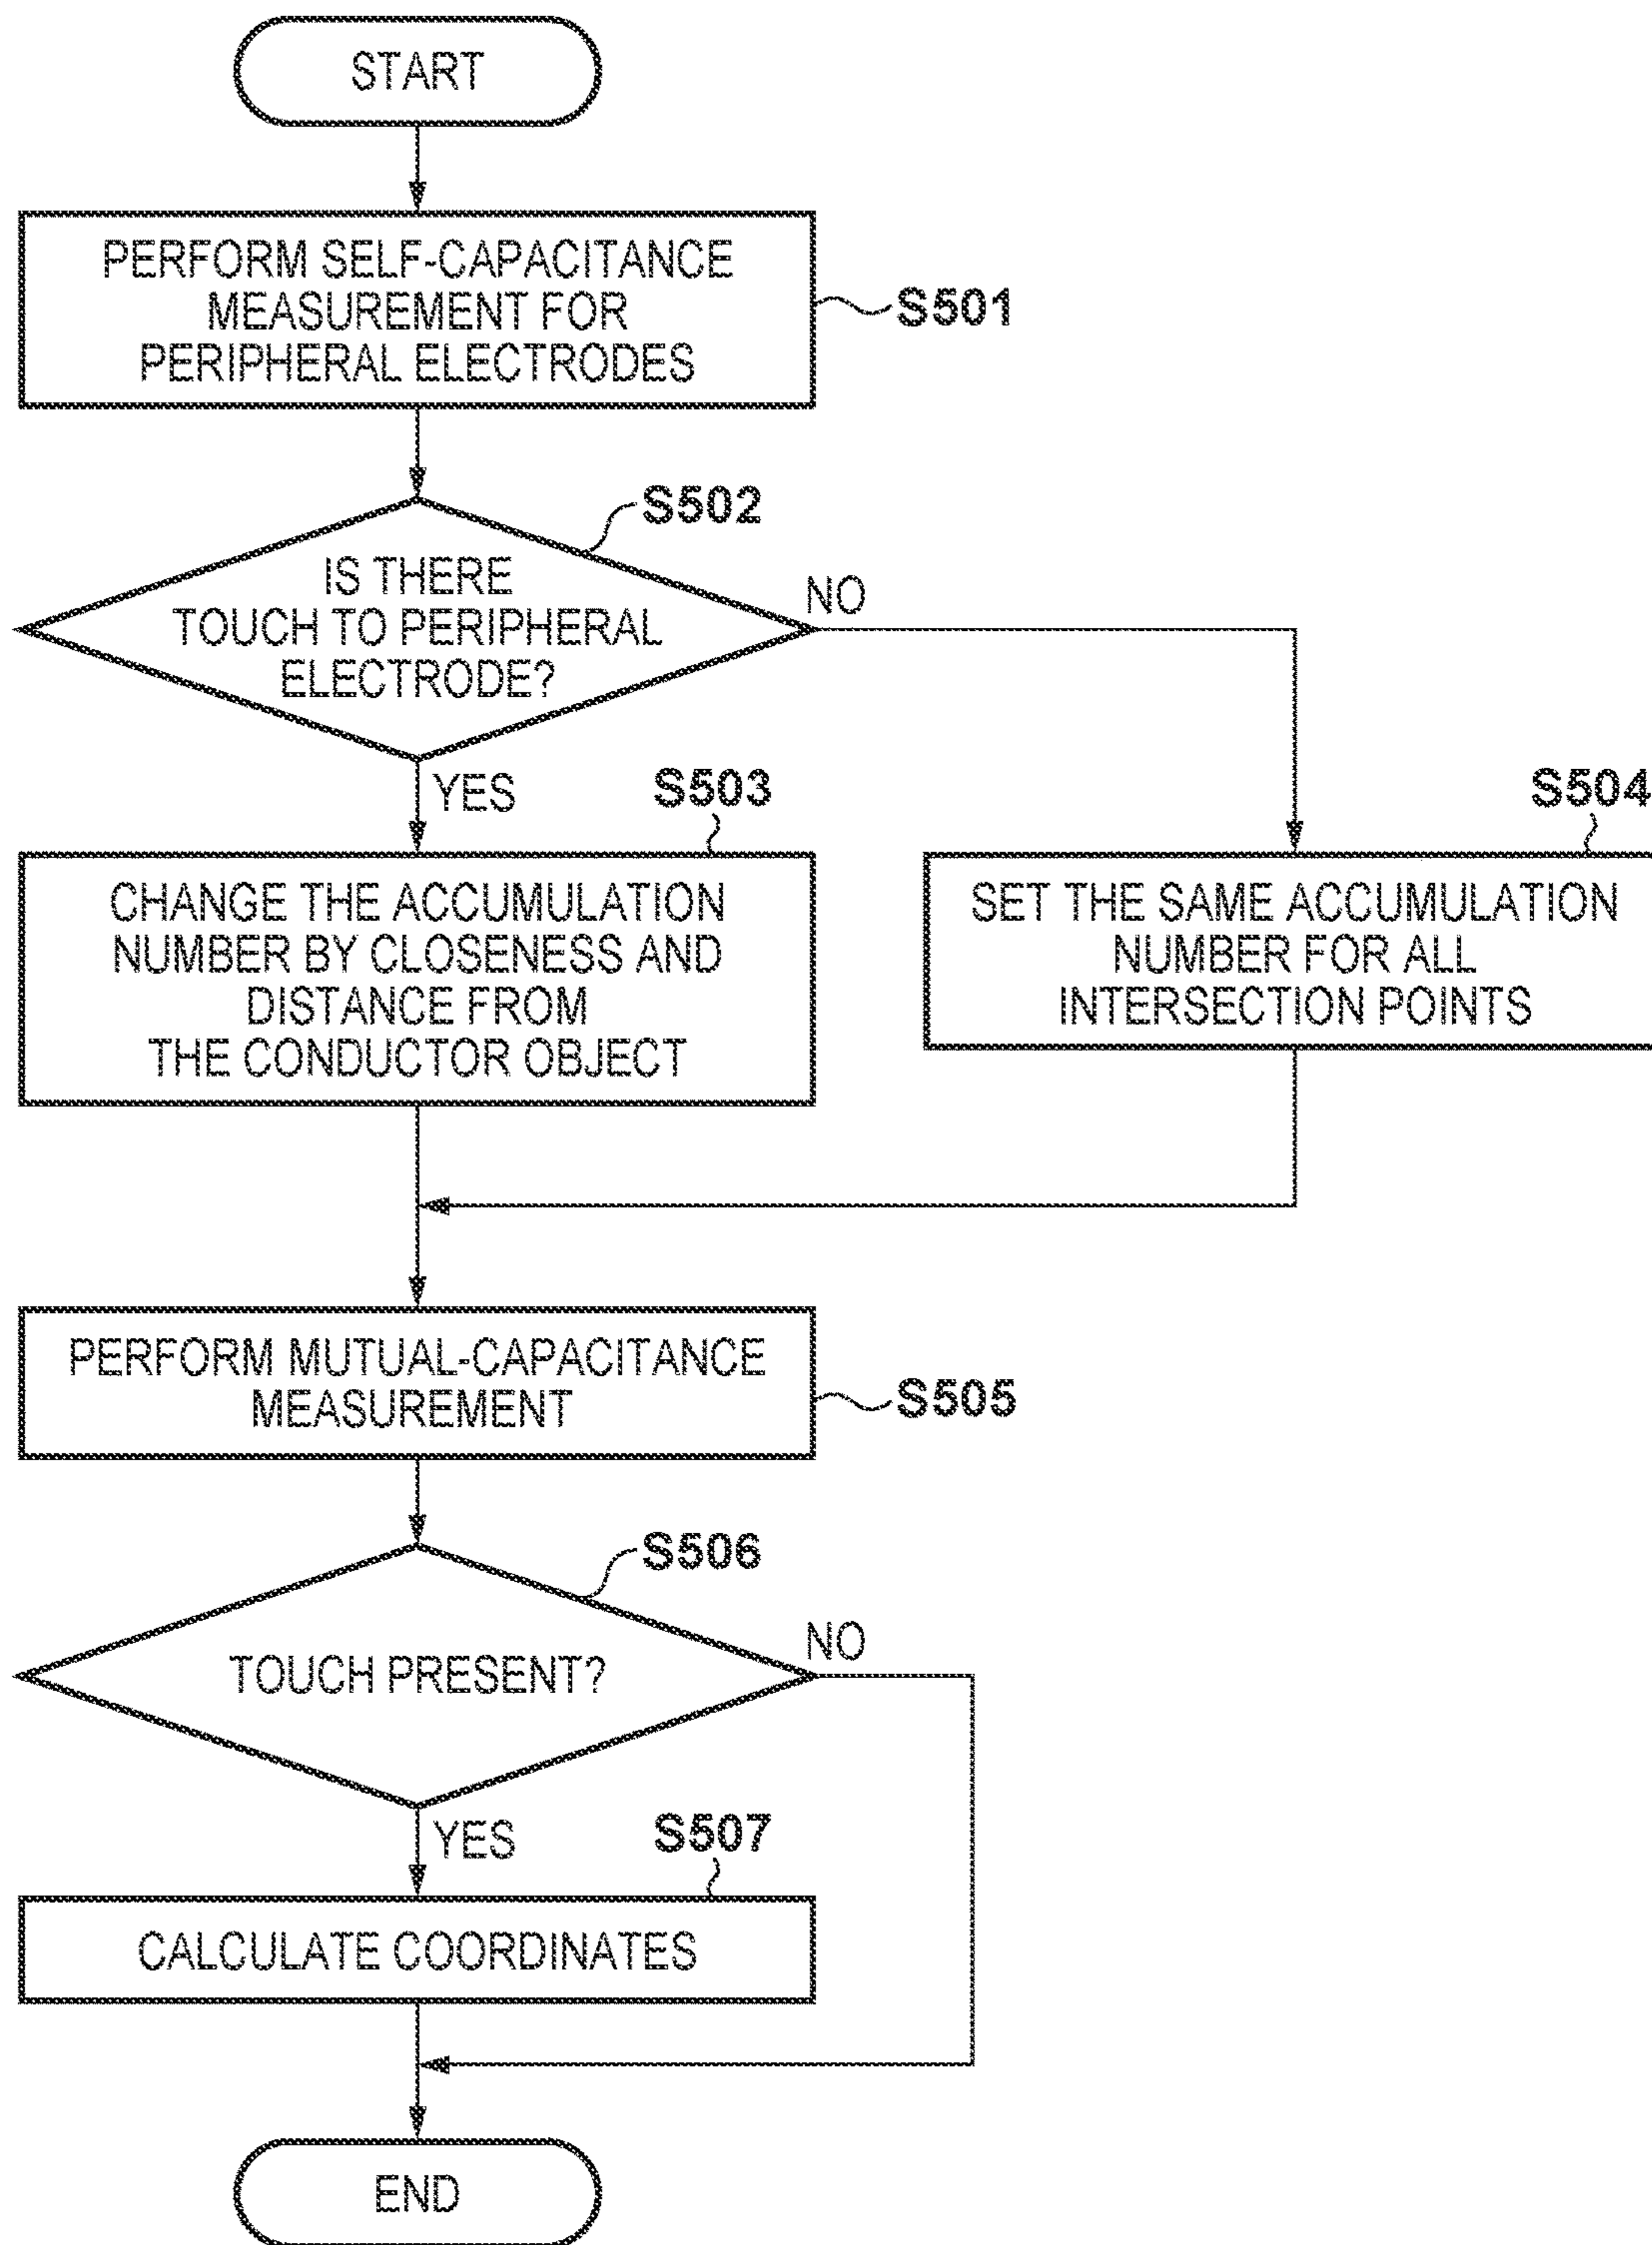 START
PERFORM SELF-CAPACITANCE
MEASUREMENT FOR
PERIPHERAL ELECTRODES
S501
S502
IS THERE
TOUCH TO PERIPHERAL
ELECTRODE?
NO
YES
S503
S504
CHANGE THE ACCUMULATION
NUMBER BY CLOSENESS AND
DISTANCE FROM
THE CONDUCTOR OBJECT
SET THE SAME ACCUMULATION
NUMBER FOR ALL
INTERSECTION POINTS
PERFORM MUTUAL-CAPACITANCE
MEASUREMENT
S505
S506
TOUCH PRESENT?
NO
YES
S507
CALCULATE COORDINATES
END